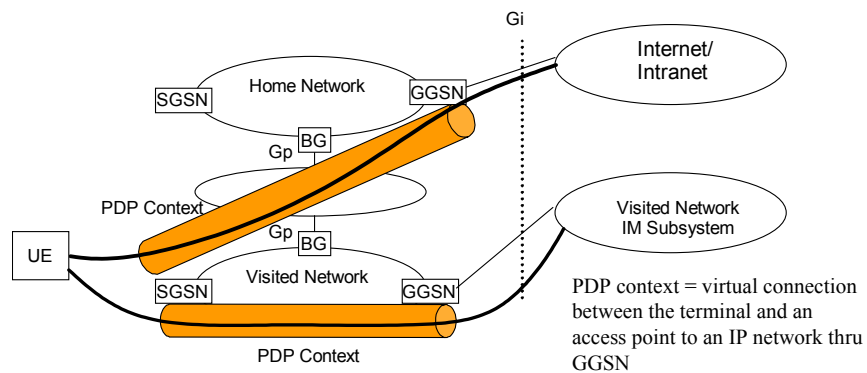 Gi
Internet/
Intranet
Home Network
SGSN
GGSN
BG
Gp
PDP Context
Gp
BG
Visited Network
IM Subsystem
UE
Visited Network
SGSN
GGSN
PDP Context
PDP context = virtual connection
between the terminal and an
access point to an IP network thru
GGSN